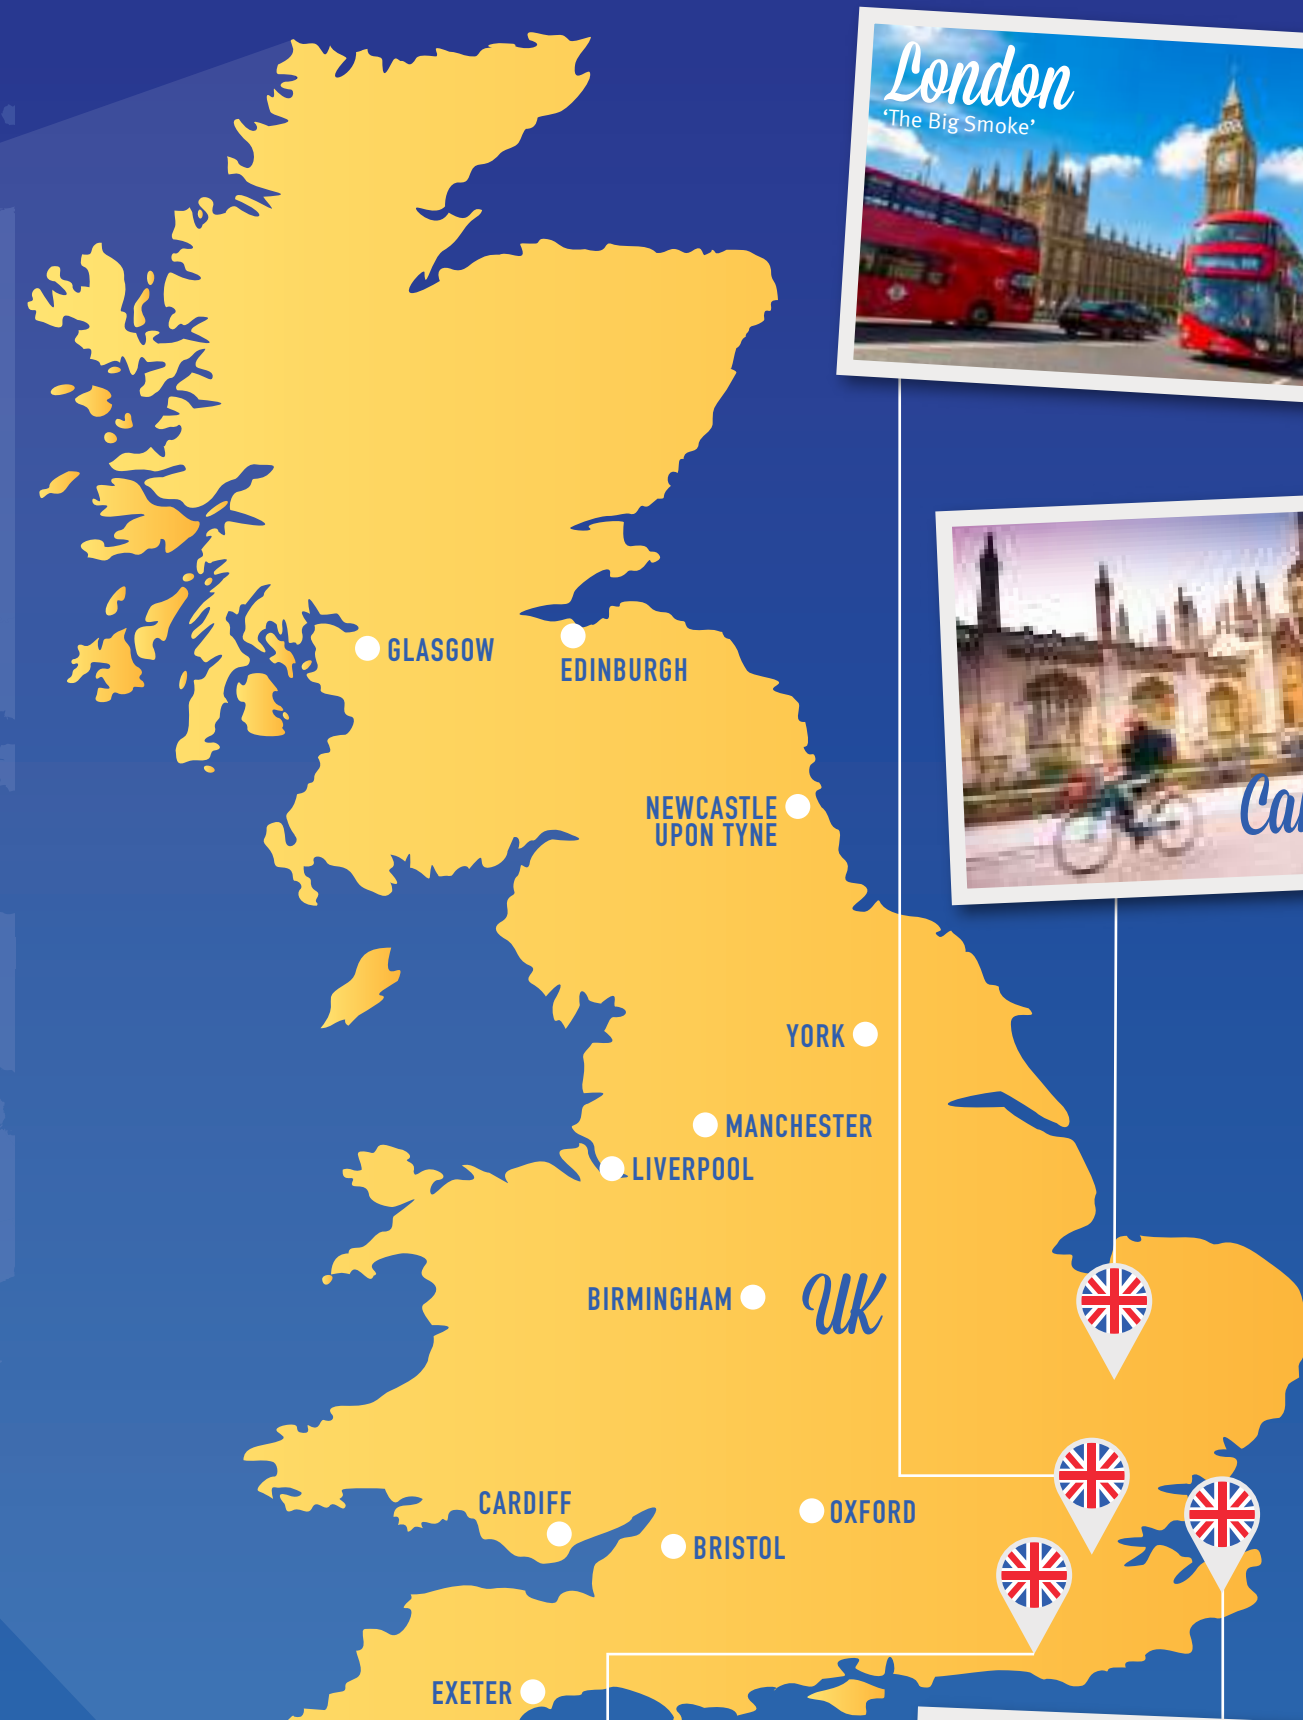 London
'The Big Smoke'
GLASGOW
EDINBURGH
NEWCASTLE
UPON TYNE
YORK
MANCHESTER
LIVERPOOL
BIRMINGHAM
UK
CARDIFF
OXFORD
BRISTOL
EXETER